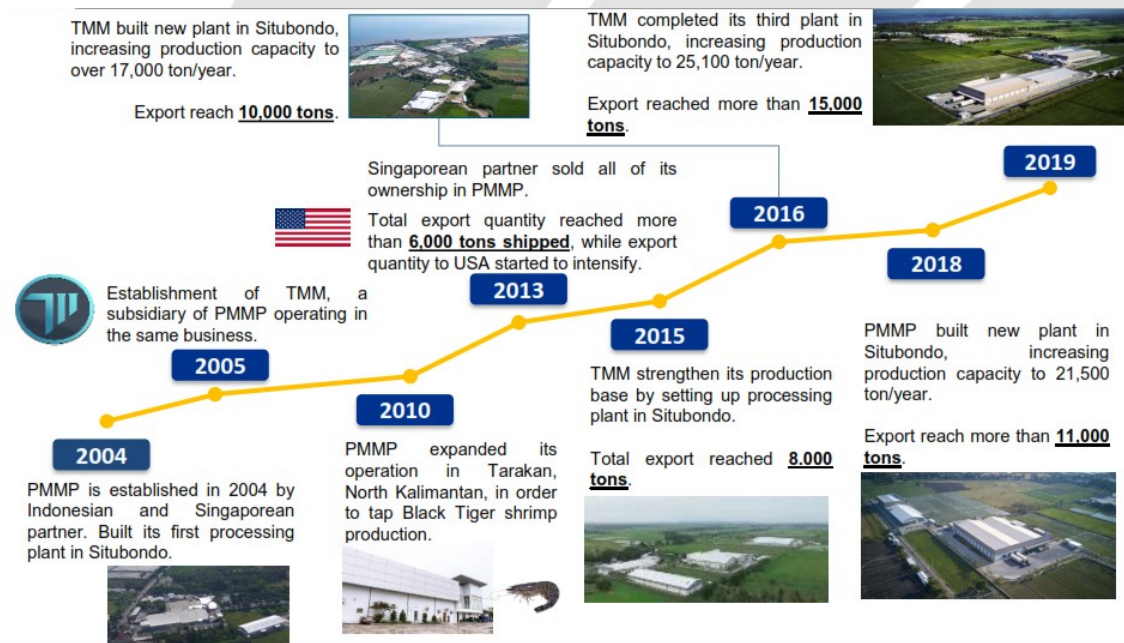 TMM built new plant in Situbondo,
increasing production capacity to
over 17,000 ton/year.
Export reach 10,000 tons.
TMM completed its third plant in
Situbondo, increasing production
capacity to 25,100 ton/year.
Export reached more than 15,000
tons.
Singaporean partner sold all of its
ownership in PMMP.
Total export quantity reached more
than 6,000 tons shipped, while export
quantity to USA started to intensify.
2019
2016
2018
2013
Establishment of TMM, a
subsidiary of PMMP operating in
the same business.
2005
2015
TMM strengthen its production
base by setting up processing
plant in Situbondo.
Total export reached 8.000
tons.
PMMP built new plant in
Situbondo, increasing
production capacity to 21,500
ton/year.
Export reach more than 11,000
tons.
2010
PMMP expanded its
operation in Tarakan,
North Kalimantan, in order
to tap Black Tiger shrimp
production.
2004
PMMP is established in 2004 by
Indonesian and Singaporean
partner. Built its first processing
plant in Situbondo.